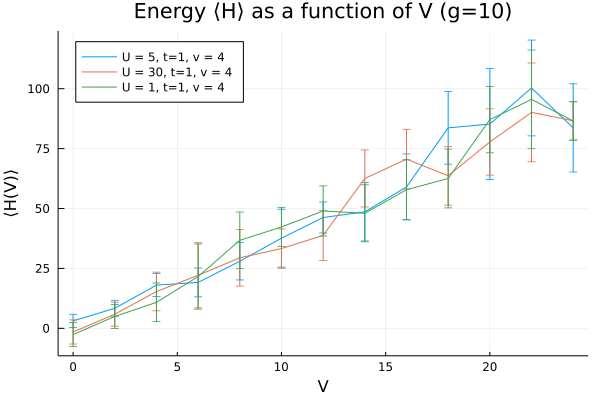 Energy ⟨H⟩ as a function of V (g=10)
U = 5, t=1, v = 4
U = 30, t=1, v = 4
U = 1, t=1, v = 4
100
75
50
25
0
⟨H(V)⟩
0 5 10 15 20
V